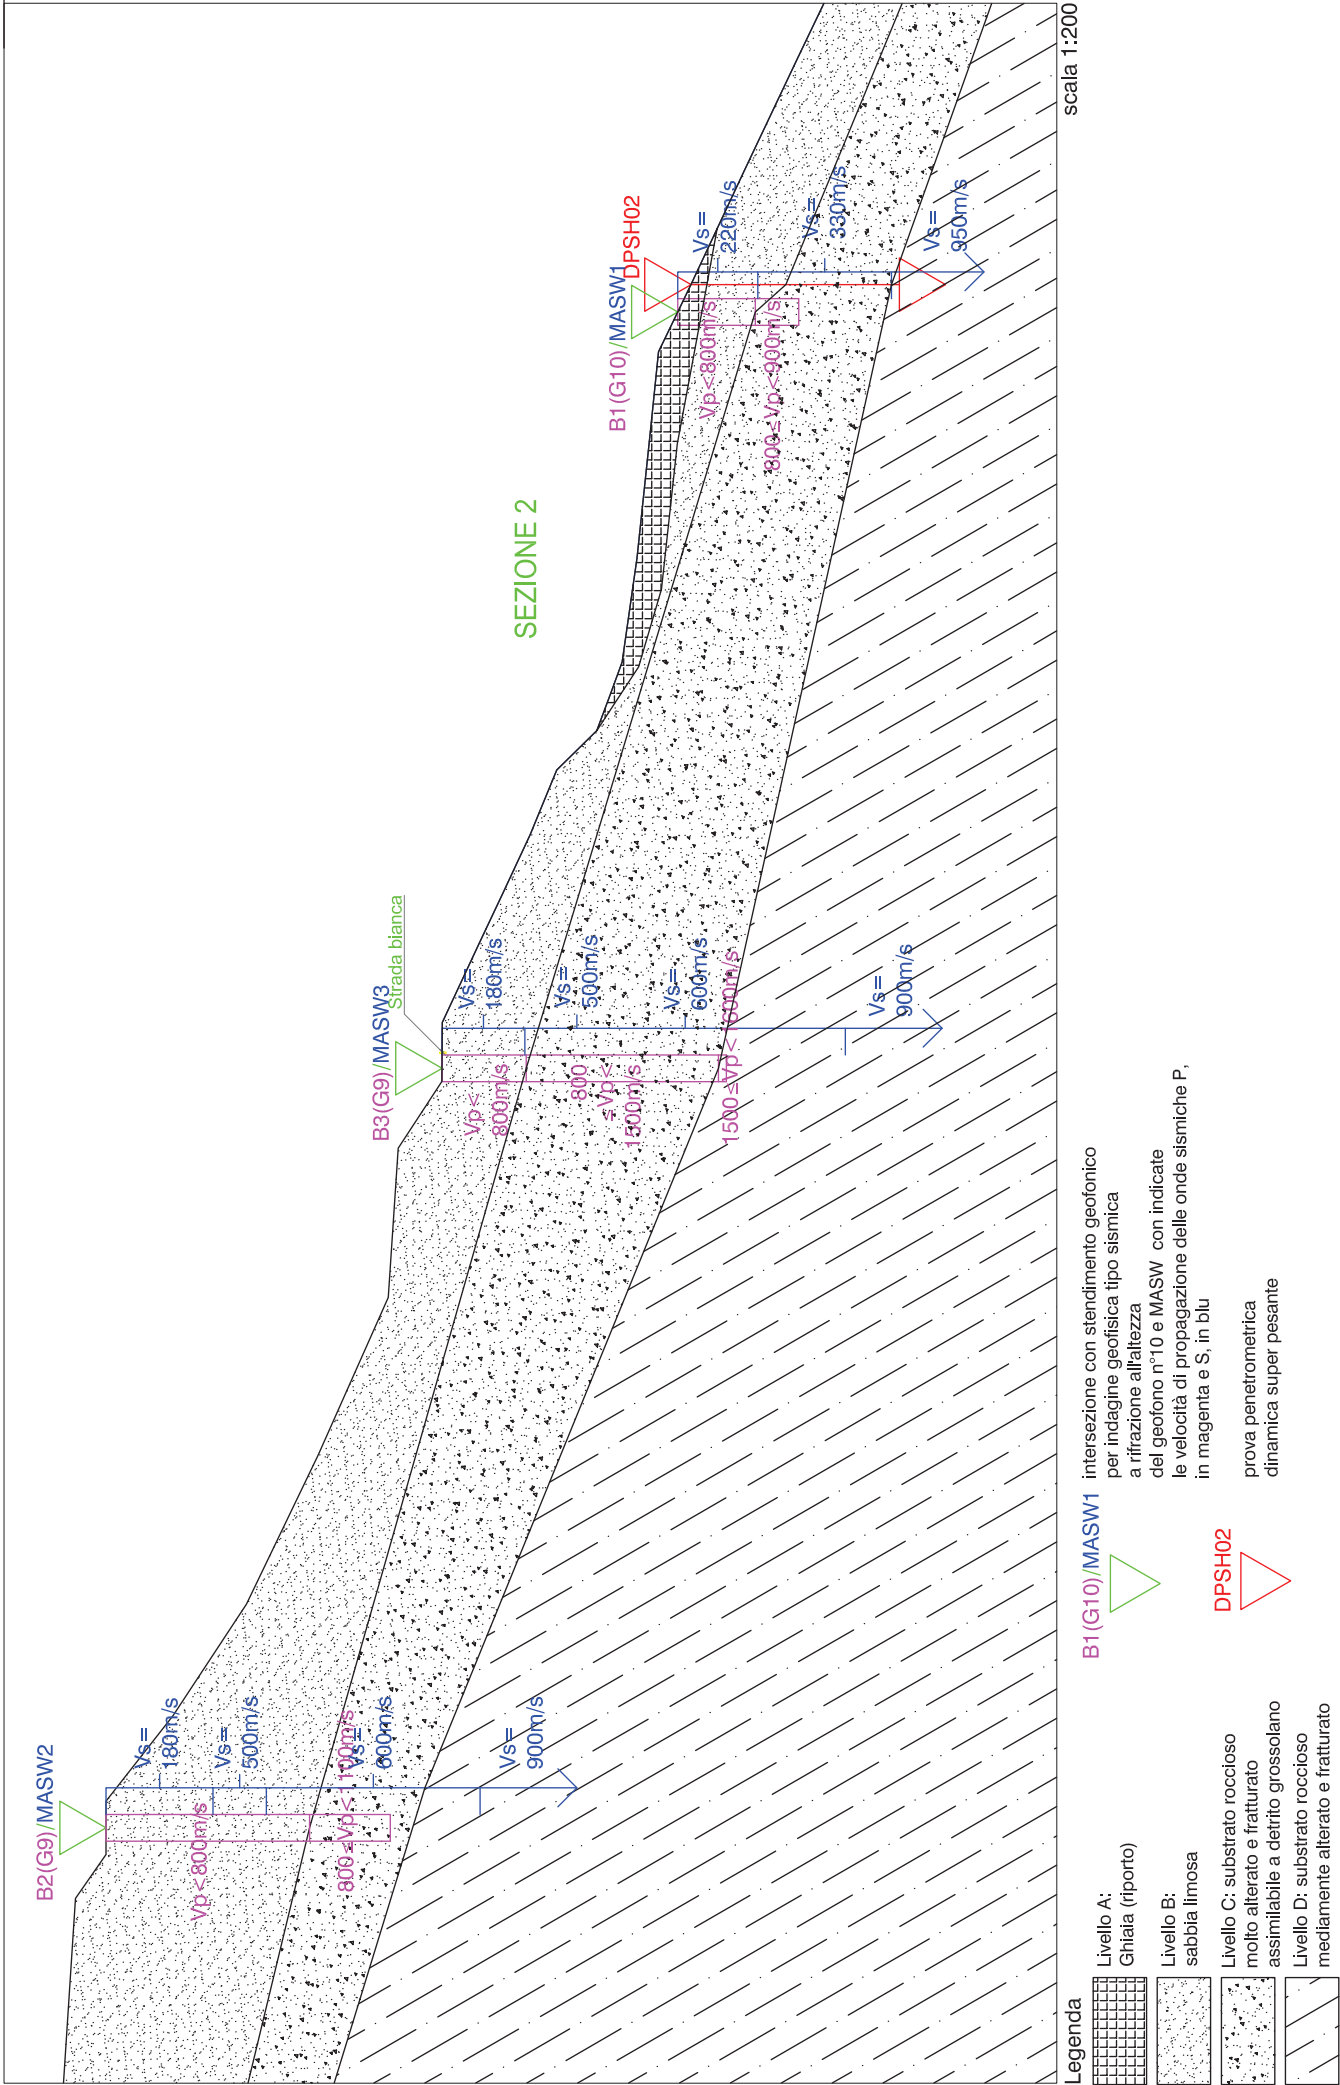 SEZIONE 2
B2(G9)/MASW2
Vs=
180m/s
Vs=
500m/s
Vs=
600m/s
Vs=
900m/s
Vp<800m/s
800≤Vp<1100m/s
B3(G9)/MASW3
Strada bianca
Vs=
180m/s
Vs=
500m/s
Vs=
600m/s
Vs=
900m/s
Vp<
800m/s
800
≤Vp<
1500m/s
1500≤Vp<1600m/s
B1(G10)/MASW1
DPSH02
Vs=
220m/s
Vs=
330m/s
Vs=
950m/s
Vp<800m/s
800≤Vp<900m/s
scala 1:200
Legenda
Livello A:
Ghiaia (riporto)
Livello B:
sabbia limosa
Livello C: substrato roccioso
molto alterato e fratturato
assimilabile a detrito grossolano
Livello D: substrato roccioso
mediamente alterato e fratturato
B1(G10)/MASW1
intersezione con stendimento geofonico
per indagine geofisica tipo sismica
a rifrazione all'altezza
del geofono n°10 e MASW con indicate
le velocità di propagazione delle onde sismiche P,
in magenta e S, in blu
DPSH02
prova penetrometrica
dinamica super pesante